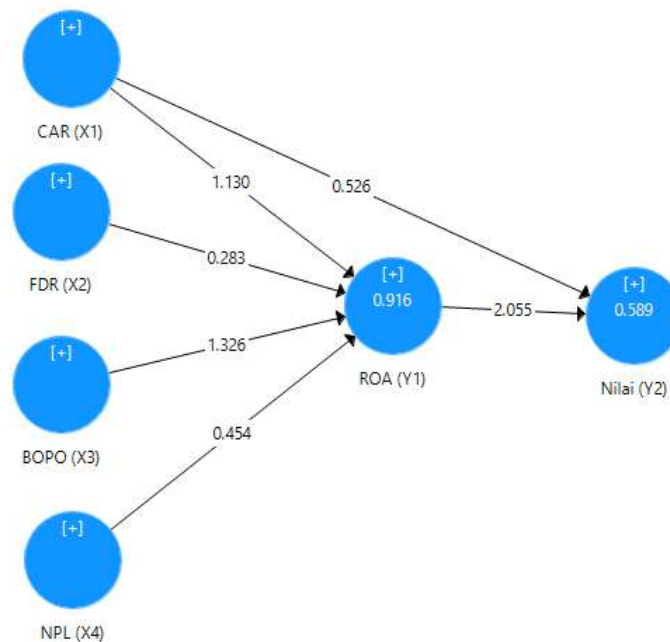 [+]
CAR (X1)
1.130
0.526
[+]
FDR (X2)
0.283
[+]
0.916
ROA (Y1)
2.055
[+]
0.589
Nilai (Y2)
[+]
BOPO (X3)
1.326
0.454
[+]
NPL (X4)